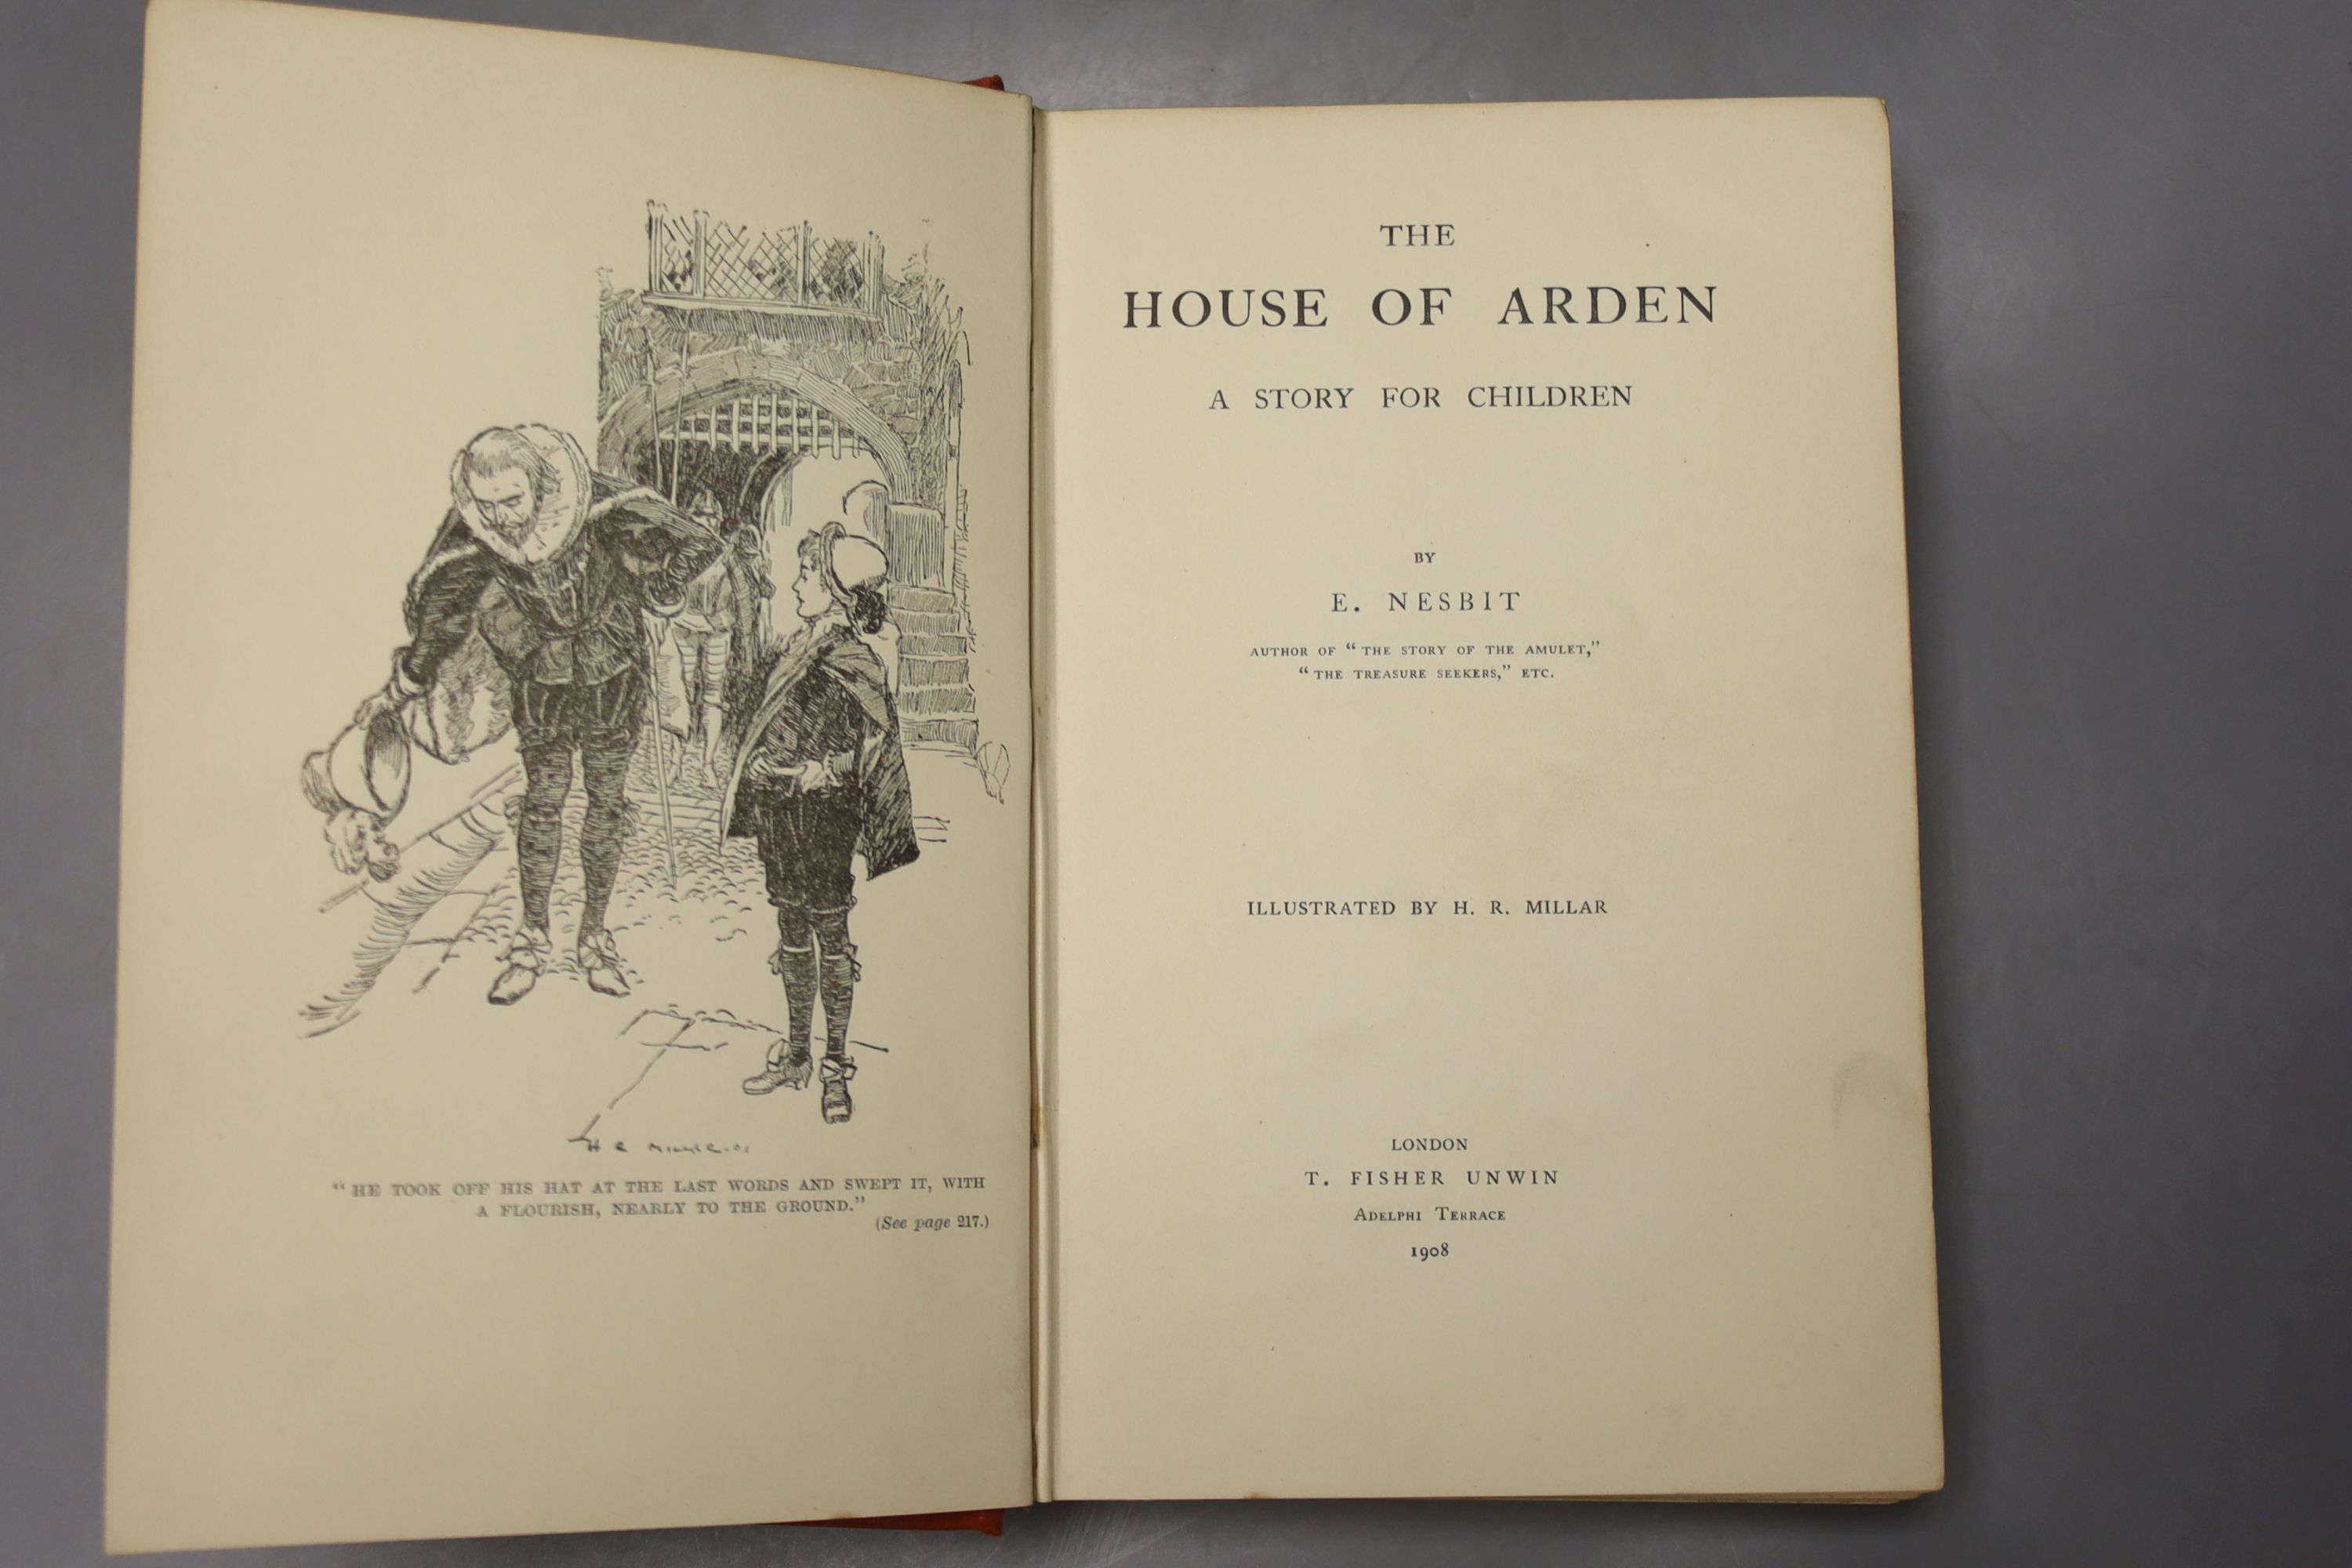 "HE TOOK OFF HIS HAT AT THE LAST WORDS AND SWEPT IT, WITH
A FLOURISH, NEARLY TO THE GROUND."
(See page 217.)
THE
HOUSE OF ARDEN
A STORY FOR CHILDREN
BY
E. NESBIT
AUTHOR OF "THE STORY OF THE AMULET,"
"THE TREASURE SEEKERS," ETC.
ILLUSTRATED BY H. R. MILLAR
LONDON
T. FISHER UNWIN
ADELPHI TERRACE
1908